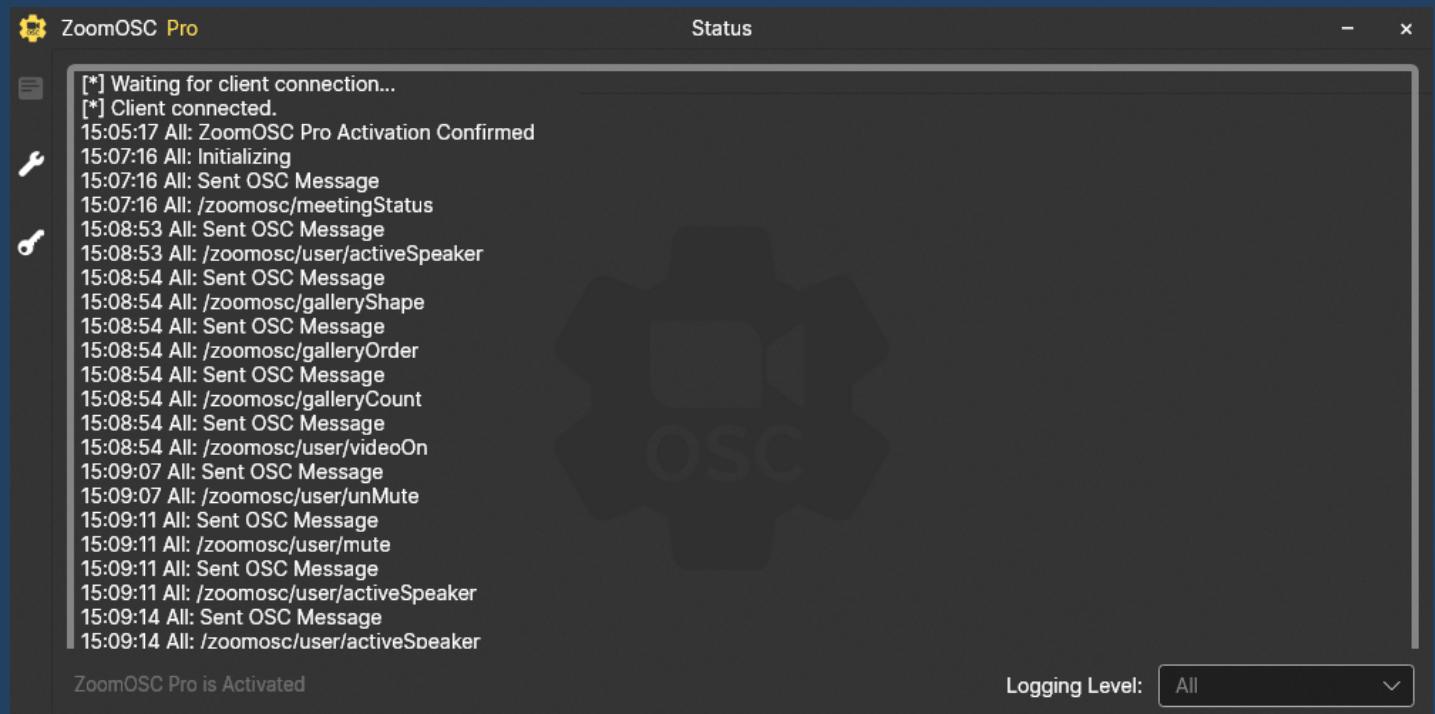 ZoomOSC Pro
Status
[*] Waiting for client connection...
[*] Client connected.
15:05:17 All: ZoomOSC Pro Activation Confirmed
15:07:16 All: Initializing
15:07:16 All: Sent OSC Message
15:07:16 All: /zoomosc/meetingStatus
15:08:53 All: Sent OSC Message
15:08:53 All: /zoomosc/user/activeSpeaker
15:08:54 All: Sent OSC Message
15:08:54 All: /zoomosc/galleryShape
15:08:54 All: Sent OSC Message
15:08:54 All: /zoomosc/galleryOrder
15:08:54 All: Sent OSC Message
15:08:54 All: /zoomosc/galleryCount
15:08:54 All: Sent OSC Message
15:08:54 All: /zoomosc/user/videoOn
15:09:07 All: Sent OSC Message
15:09:07 All: /zoomosc/user/unMute
15:09:11 All: Sent OSC Message
15:09:11 All: /zoomosc/user/mute
15:09:11 All: Sent OSC Message
15:09:11 All: /zoomosc/user/activeSpeaker
15:09:14 All: Sent OSC Message
15:09:14 All: /zoomosc/user/activeSpeaker
OSC
ZoomOSC Pro is Activated
Logging Level: All